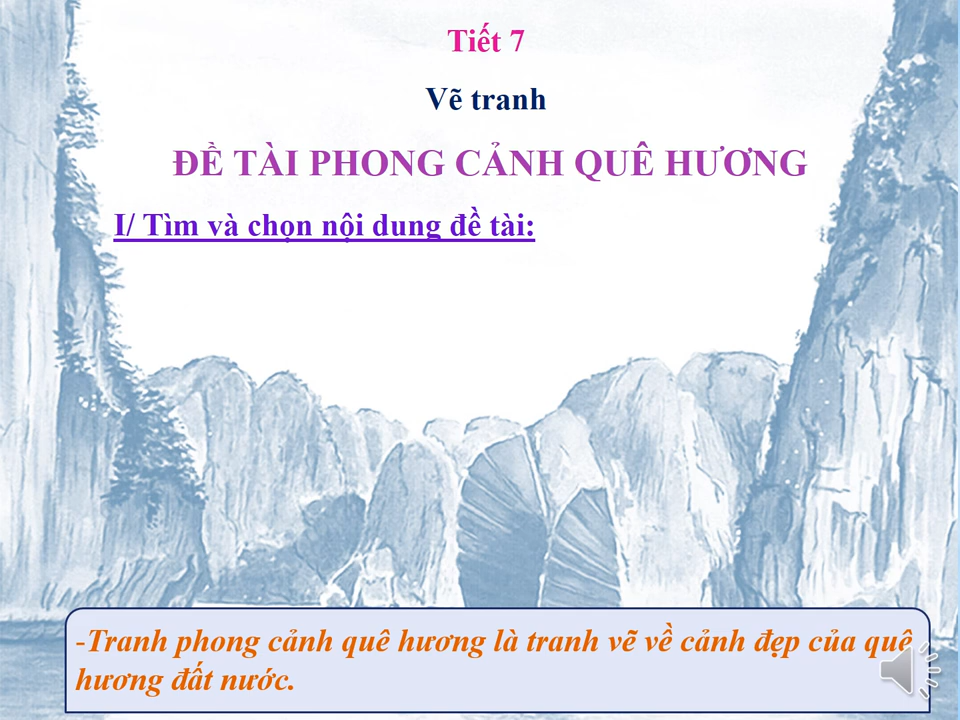 Tiết 7
Vẽ tranh
ĐỀ TÀI PHONG CẢNH QUÊ HƯƠNG
I/ Tìm và chọn nội dung đề tài:
-Tranh phong cảnh quê hương là tranh vẽ về cảnh đẹp của quê
hương đất nước.